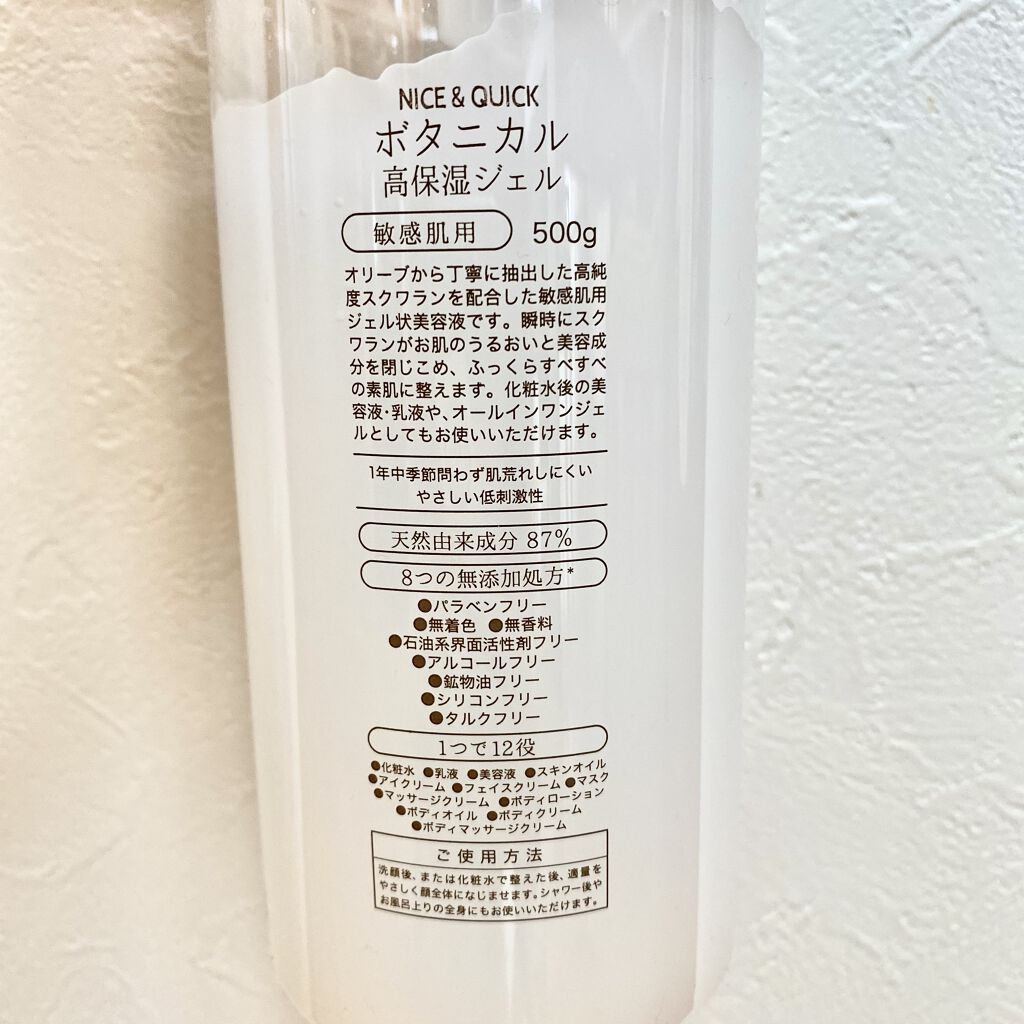 NICE & QUICK
ボタニカル
高保湿ジェル
敏感肌用 500g
オリーブから丁寧に抽出した高純
度スクワランを配合した敏感肌用
ジェル状美容液です。瞬時にスク
ワランがお肌のうるおいと美容成
分を閉じこめ、ふっくらすべすべ
の素肌に整えます。化粧水後の美
容液･乳液や､オールインワンジェ
ルとしてもお使いいただけます。
1年中季節問わず肌荒れしにくい
やさしい低刺激性
天然由来成分 87%
8つの無添加処方*
●パラベンフリー
●無着色 ●無香料
●石油系界面活性剤フリー
●アルコールフリー
●鉱物油フリー
●シリコンフリー
●タルクフリー
1つで12役
●化粧水 ●乳液 ●美容液 ●スキンオイル
●アイクリーム ●フェイスクリーム ●マスク
●マッサージクリーム ●ボディローション
●ボディオイル ●ボディクリーム
●ボディマッサージクリーム
ご使用方法
洗顔後、または化粧水で整えた後、適量を
やさしく顔全体になじませます。シャワー後や
お風呂上りの全身にもお使いいただけます。